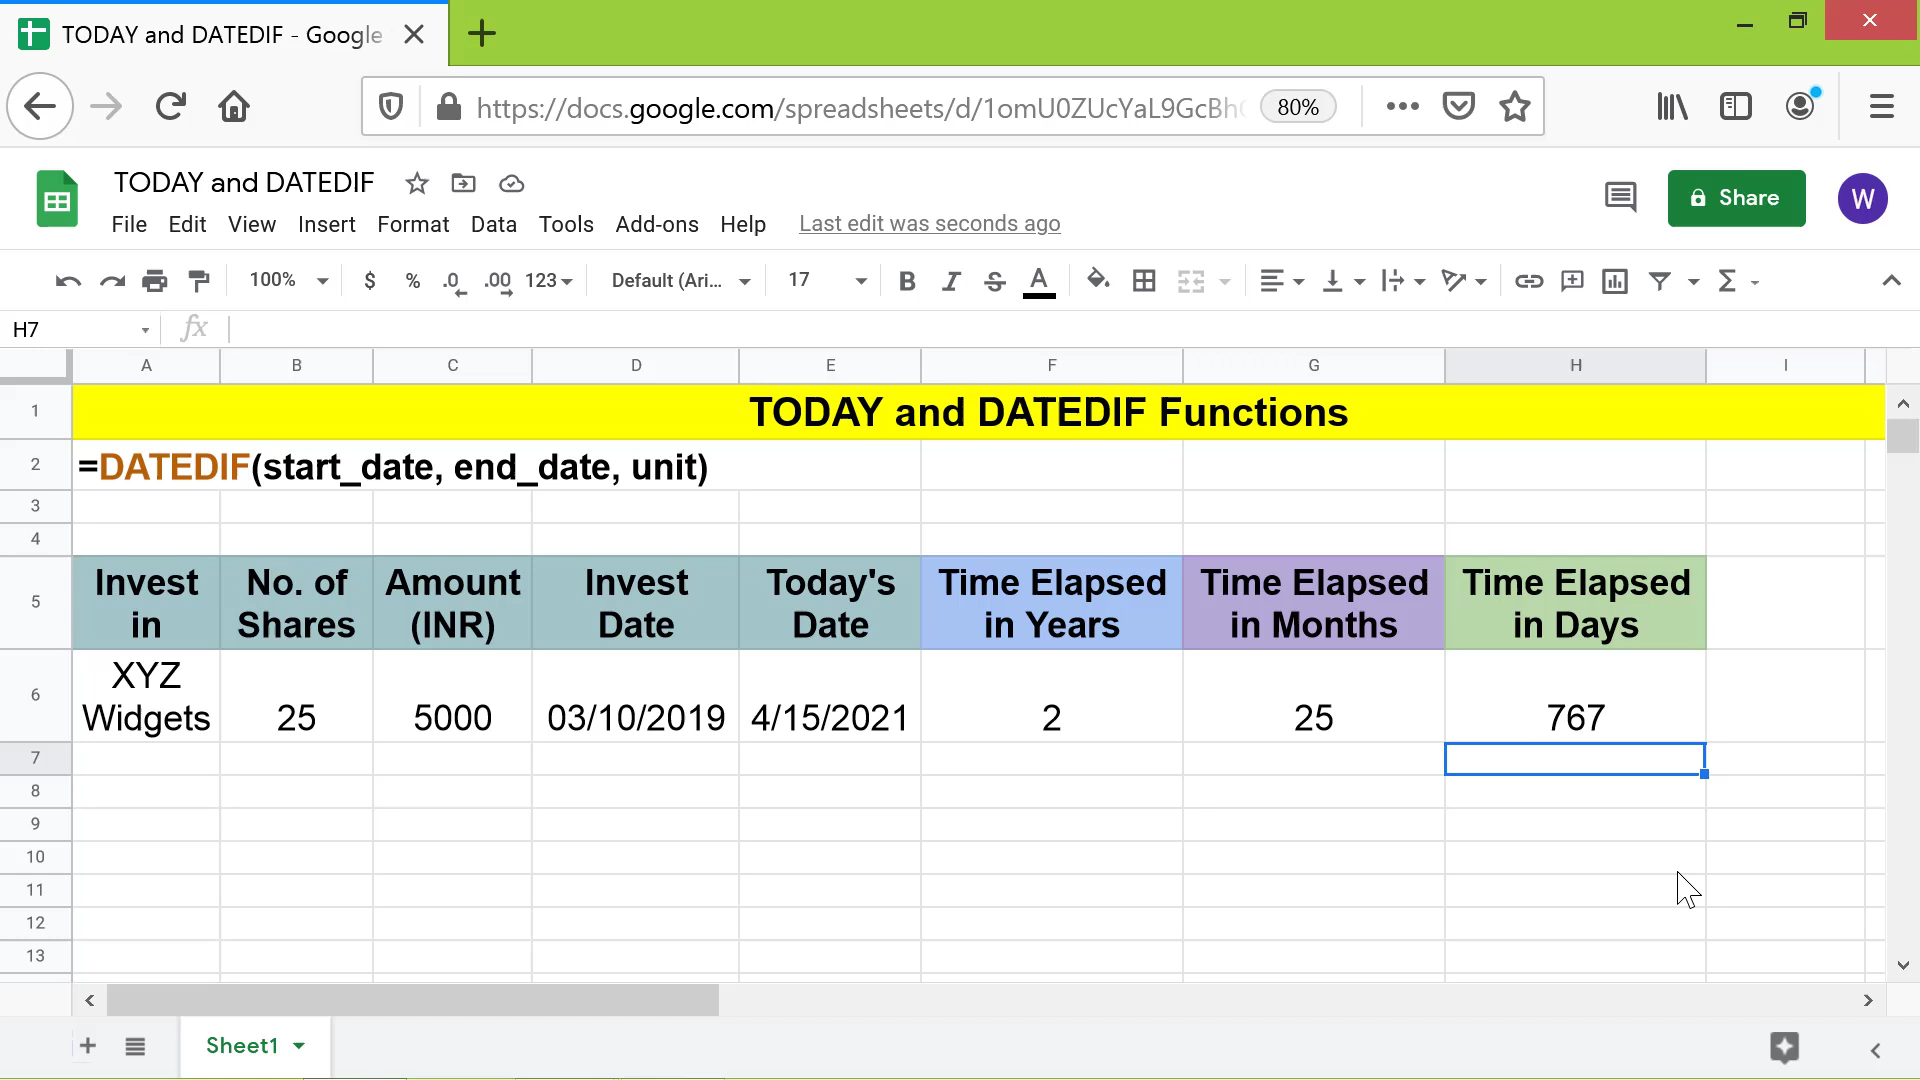 TODAY and DATEDIF - Google
https://docs.google.com/spreadsheets/d/1omU0ZUcYaL9GcBh
80%
TODAY and DATEDIF
Share
W
File Edit View Insert Format Data Tools Add-ons Help Last edit was seconds ago
100% $ % .0 .00 123 Default (Ari... 17 B I S A Σ
H7 fx
A B C D E F G H I
1 TODAY and DATEDIF Functions
2 =DATEDIF(start_date, end_date, unit)
3
4
5 Invest in No. of Shares Amount (INR) Invest Date Today's Date Time Elapsed in Years Time Elapsed in Months Time Elapsed in Days
6 XYZ Widgets 25 5000 03/10/2019 4/15/2021 2 25 767
7
8
9
10
11
12
13
Sheet1